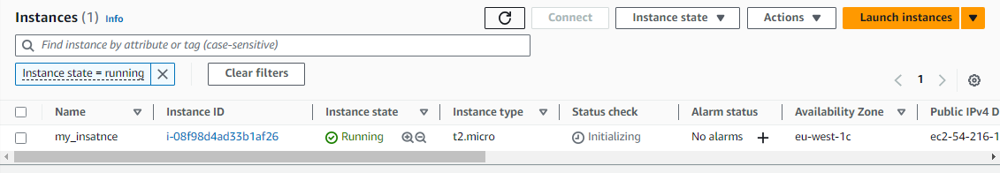 Instances (1) Info
Connect Instance state Actions Launch instances
Find instance by attribute or tag (case-sensitive)
Instance state = running Clear filters
1
Name Instance ID Instance state Instance type Status check Alarm status Availability Zone Public IPv4 D
my_insatnce i-08f98d4ad33b1af26 Running t2.micro Initializing No alarms eu-west-1c ec2-54-216-1